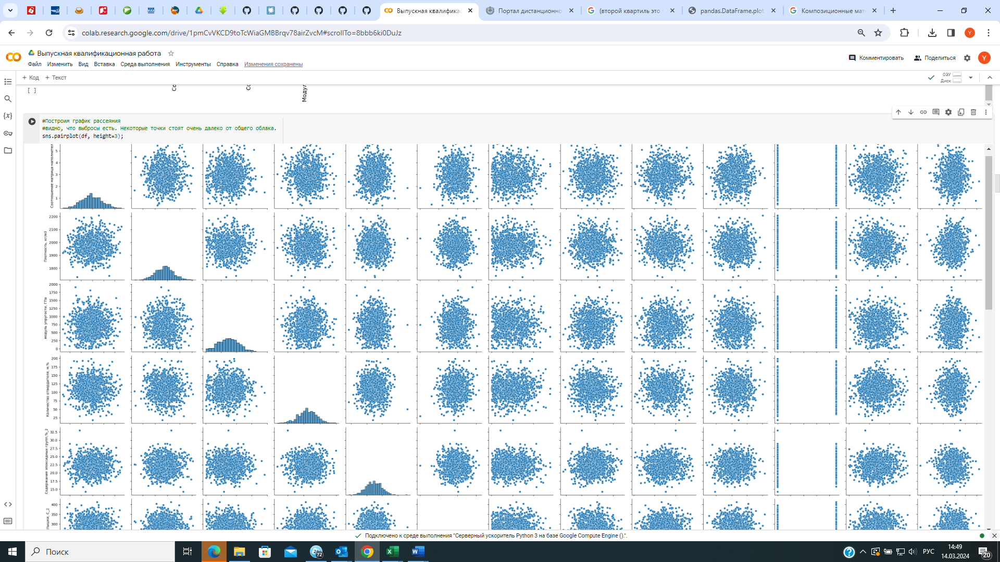 Выпускная квалифика
Портал дистанционно
(второй квартиль это
pandas.DataFrame.plot
Композиционные мат
colab.research.google.com/drive/1pmCvVKCD9toTcWiaGMBBrqv78airZvcM#scrollTo=8bbb6ki0DuJz
Y
Выпускная квалификационная работа
Файл Изменить Вид Вставка Среда выполнения Инструменты Справка Изменения сохранены
Комментировать
Поделиться
Y
+ Код + Текст
ОЗУ
Диск
[ ]
Со
Со
Модул
#Построим график рассеяния
#видно, что выбросы есть. Некоторые точки стоят очень далеко от общего облака.
sns.pairplot(df, height=3);
Соотношение матрица-наполнител
5
4
3
2
1
Плотность, кг/м3
2200
2100
2000
1900
1800
модуль упругости, ГПа
2000
1750
1500
1250
1000
750
500
250
0
Количество отвердителя, м.%
200
175
150
125
100
75
50
25
Содержание эпоксидных групп,%_2
32.5
30.0
27.5
25.0
22.5
20.0
17.5
15.0
пышки, С_2
400
350
300
Подключено к среде выполнения "Серверный ускоритель Python 3 на базе Google Compute Engine ().".
Поиск
72
РУС
14:49
14.03.2024
20